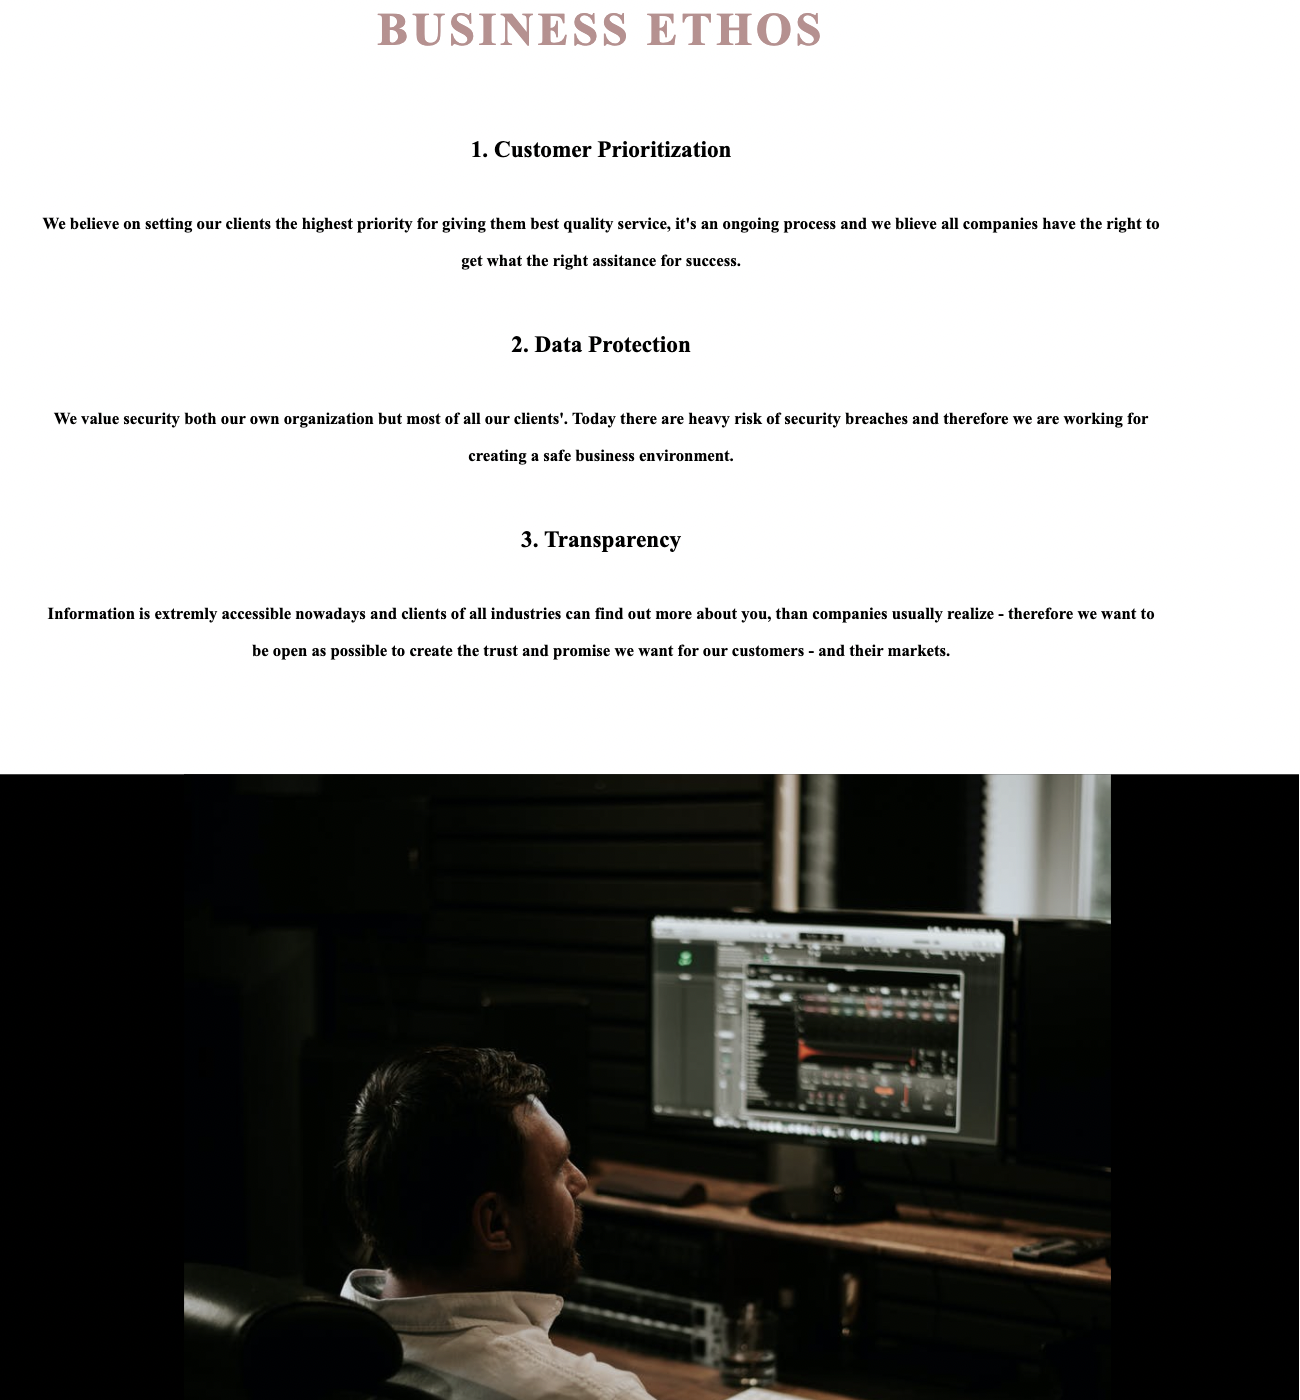 BUSINESS ETHOS
1. Customer Prioritization
We believe on setting our clients the highest priority for giving them best quality service, it's an ongoing process and we blieve all companies have the right to
get what the right assitance for success.
2. Data Protection
We value security both our own organization but most of all our clients'. Today there are heavy risk of security breaches and therefore we are working for
creating a safe business environment.
3. Transparency
Information is extremly accessible nowadays and clients of all industries can find out more about you, than companies usually realize - therefore we want to
be open as possible to create the trust and promise we want for our customers - and their markets.